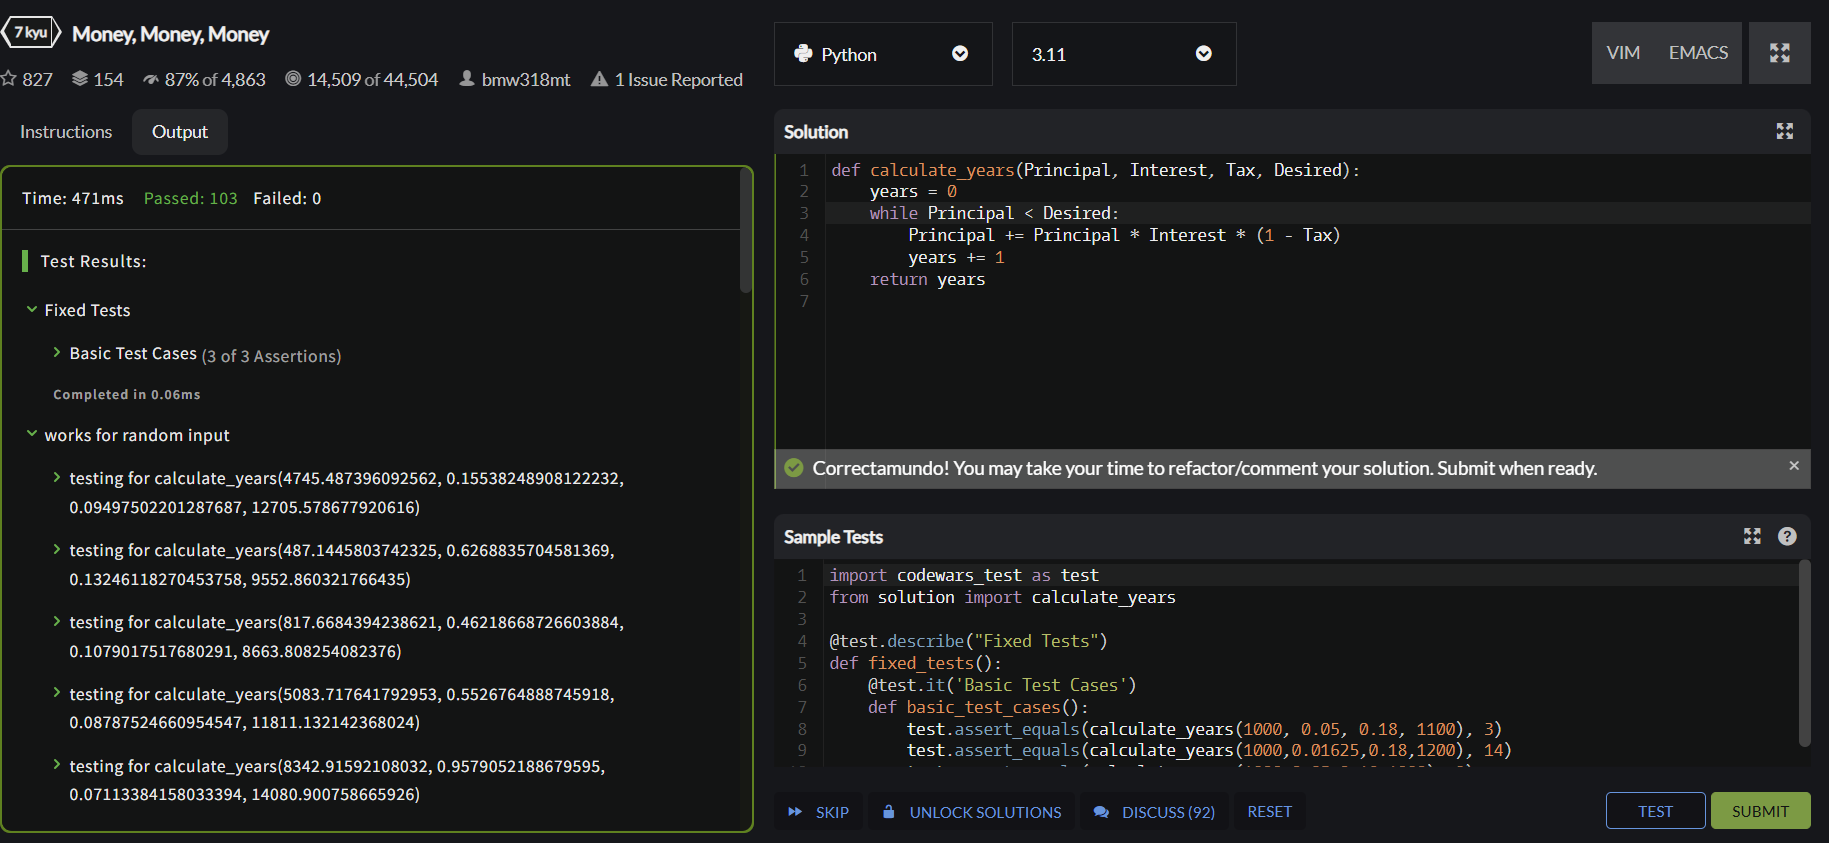 7 kyu Money, Money, Money
827 154 87% of 4,863 14,509 of 44,504 bmw318mt 1 Issue Reported
Instructions Output
Time: 471ms Passed: 103 Failed: 0
Test Results:
Fixed Tests
Basic Test Cases (3 of 3 Assertions)
Completed in 0.06ms
works for random input
testing for calculate_years(4745.487396092562, 0.15538248908122232,
0.09497502201287687, 12705.578677920616)
testing for calculate_years(487.1445803742325, 0.6268835704581369,
0.13246118270453758, 9552.860321766435)
testing for calculate_years(817.6684394238621, 0.46218668726603884,
0.1079017517680291, 8663.808254082376)
testing for calculate_years(5083.717641792953, 0.5526764888745918,
0.08787524660954547, 11811.132142368024)
testing for calculate_years(8342.91592108032, 0.9579052188679595,
0.07113384158033394, 14080.900758665926)
Python 3.11 VIM EMACS
Solution
1 def calculate_years(Principal, Interest, Tax, Desired):
2 years = 0
3 while Principal < Desired:
4 Principal += Principal * Interest * (1 - Tax)
5 years += 1
6 return years
7
Correctamundo! You may take your time to refactor/comment your solution. Submit when ready.
Sample Tests
1 import codewars_test as test
2 from solution import calculate_years
3
4 @test.describe("Fixed Tests")
5 def fixed_tests():
6 @test.it('Basic Test Cases')
7 def basic_test_cases():
8 test.assert_equals(calculate_years(1000, 0.05, 0.18, 1100), 3)
9 test.assert_equals(calculate_years(1000,0.01625,0.18,1200), 14)
SKIP UNLOCK SOLUTIONS DISCUSS (92) RESET TEST SUBMIT